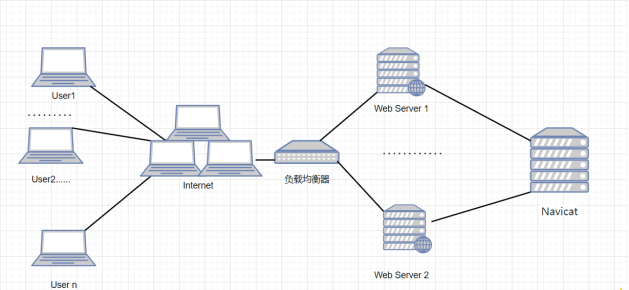 User1
.........
User2......
User n
Internet
负载均衡器
Web Server 1
............
Web Server 2
Navicat